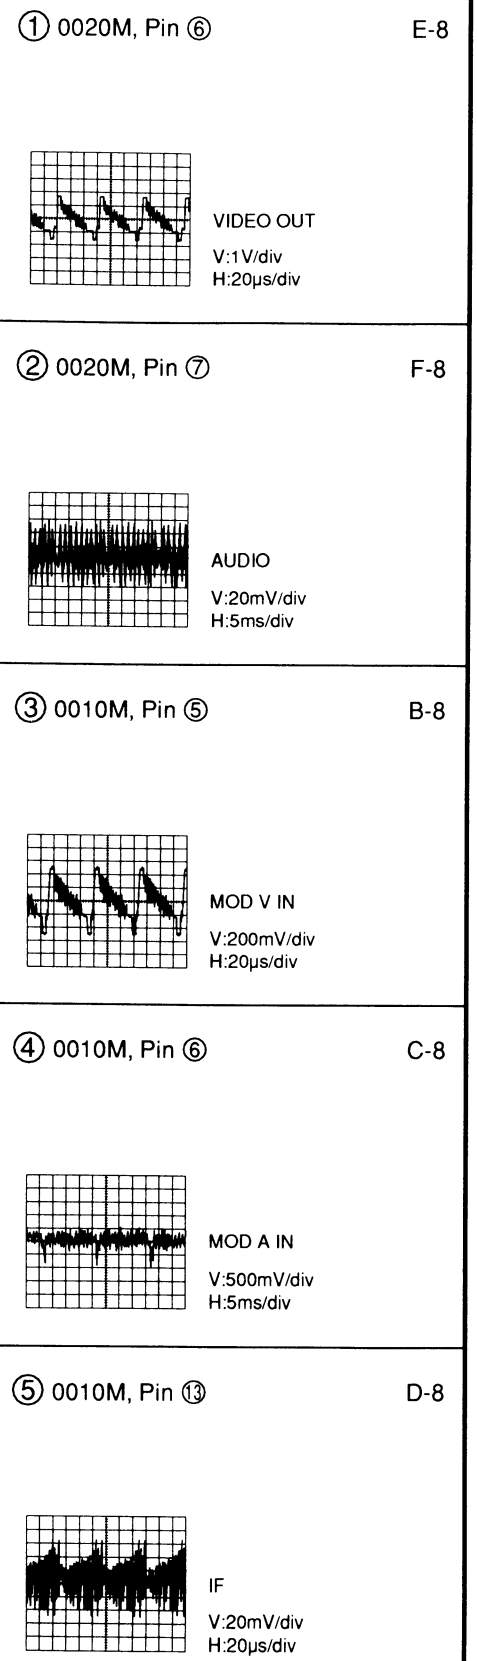 ① 0020M, Pin ⑥ E-8
VIDEO OUT
V:1V/div
H:20µs/div
② 0020M, Pin ⑦ F-8
AUDIO
V:20mV/div
H:5ms/div
③ 0010M, Pin ⑤ B-8
MOD V IN
V:200mV/div
H:20µs/div
④ 0010M, Pin ⑥ C-8
MOD A IN
V:500mV/div
H:5ms/div
⑤ 0010M, Pin ⑬ D-8
IF
V:20mV/div
H:20µs/div